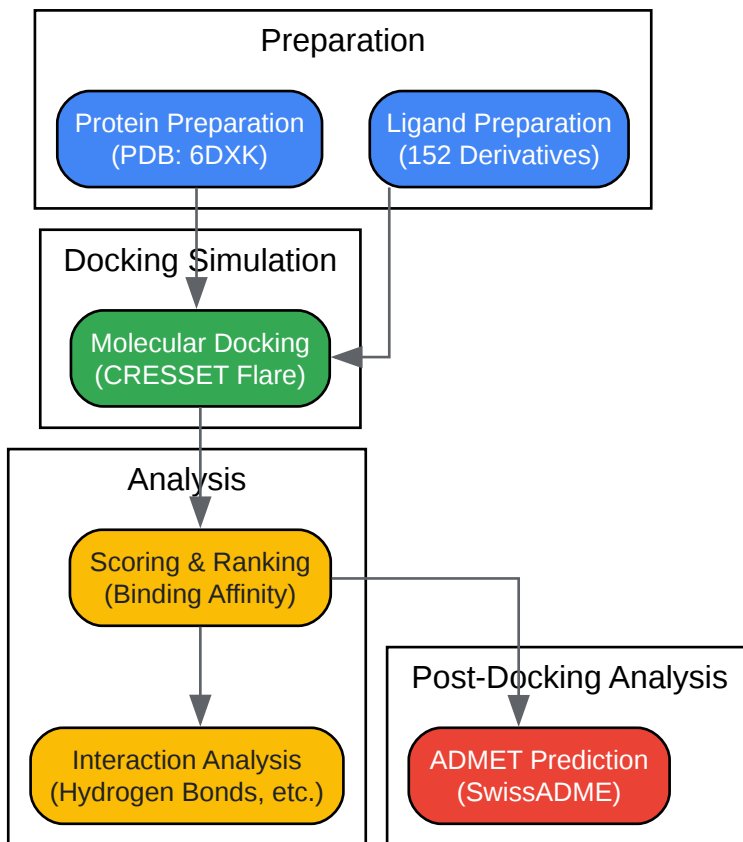 Preparation
Protein Preparation
(PDB: 6DXK)
Ligand Preparation
(152 Derivatives)
Docking Simulation
Molecular Docking
(CRESSET Flare)
Analysis
Scoring & Ranking
(Binding Affinity)
Interaction Analysis
(Hydrogen Bonds, etc.)
Post-Docking Analysis
ADMET Prediction
(SwissADME)